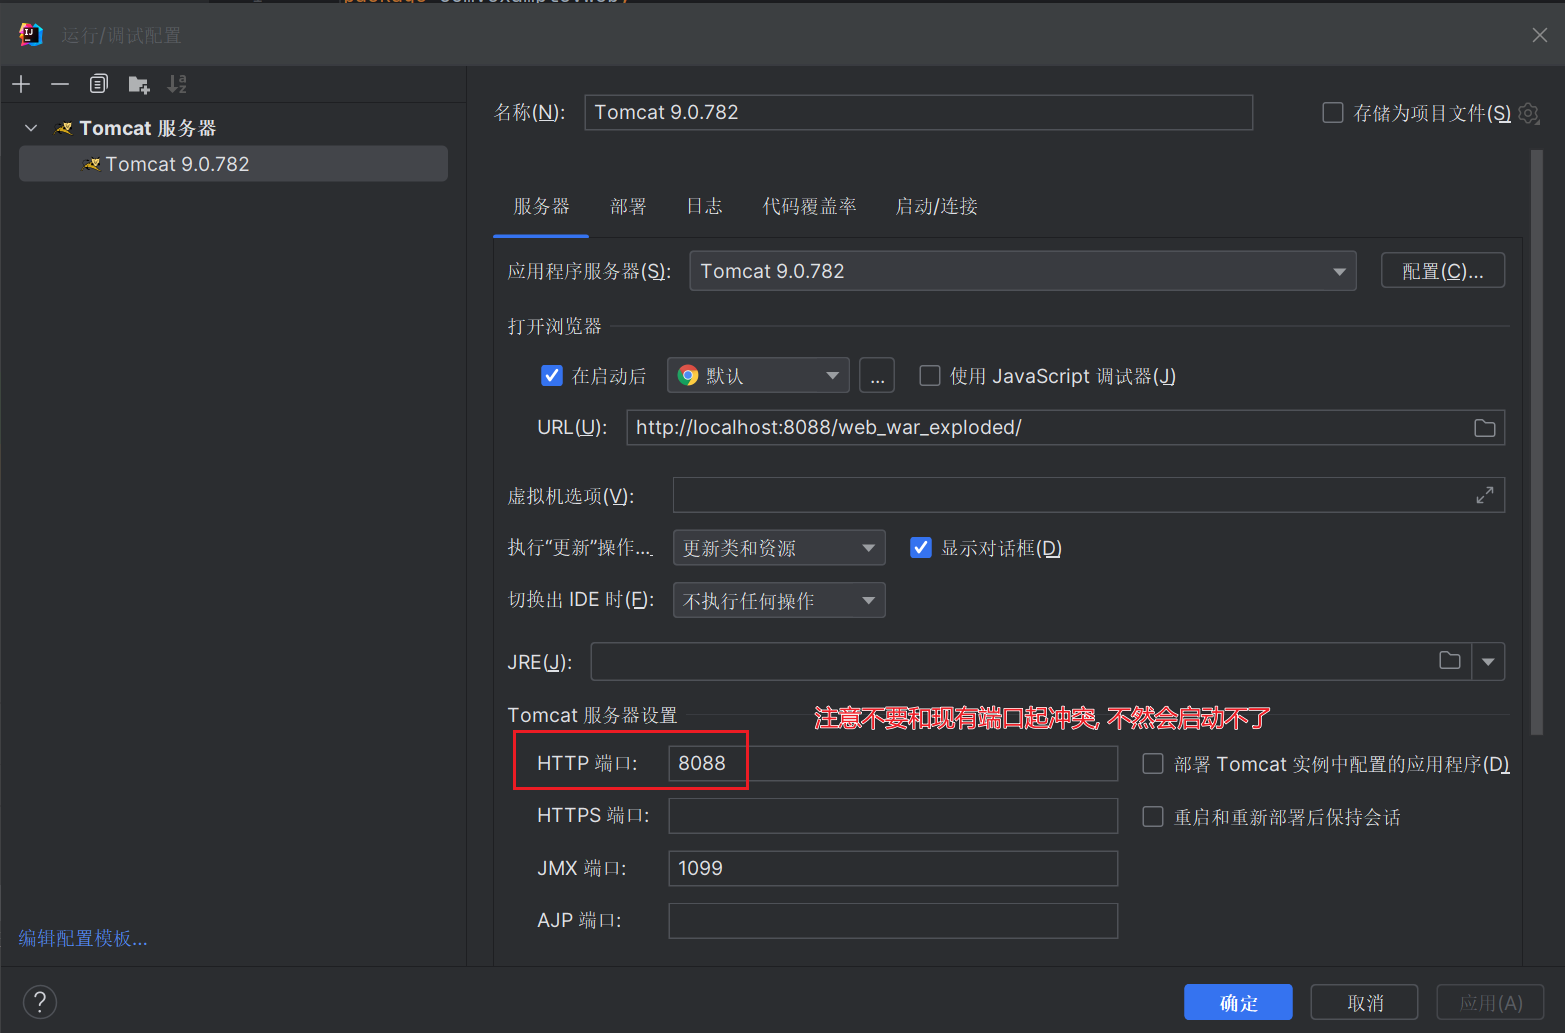 运行/调试配置
Tomcat 服务器
Tomcat 9.0.782
名称(N): Tomcat 9.0.782 存储为项目文件(S)
服务器 部署 日志 代码覆盖率 启动/连接
应用程序服务器(S): Tomcat 9.0.782 配置(C)...
打开浏览器
在启动后 默认 ... 使用 JavaScript 调试器(J)
URL(U): http://localhost:8088/web_war_exploded/
虚拟机选项(V):
执行“更新”操作... 更新类和资源 显示对话框(D)
切换出 IDE 时(F): 不执行任何操作
JRE(J):
Tomcat 服务器设置 注意不要和现有端口起冲突, 不然会启动不了
HTTP 端口: 8088 部署 Tomcat 实例中配置的应用程序(D)
HTTPS 端口: 重启和重新部署后保持会话
JMX 端口: 1099
AJP 端口:
编辑配置模板...
? 确定 取消 应用(A)